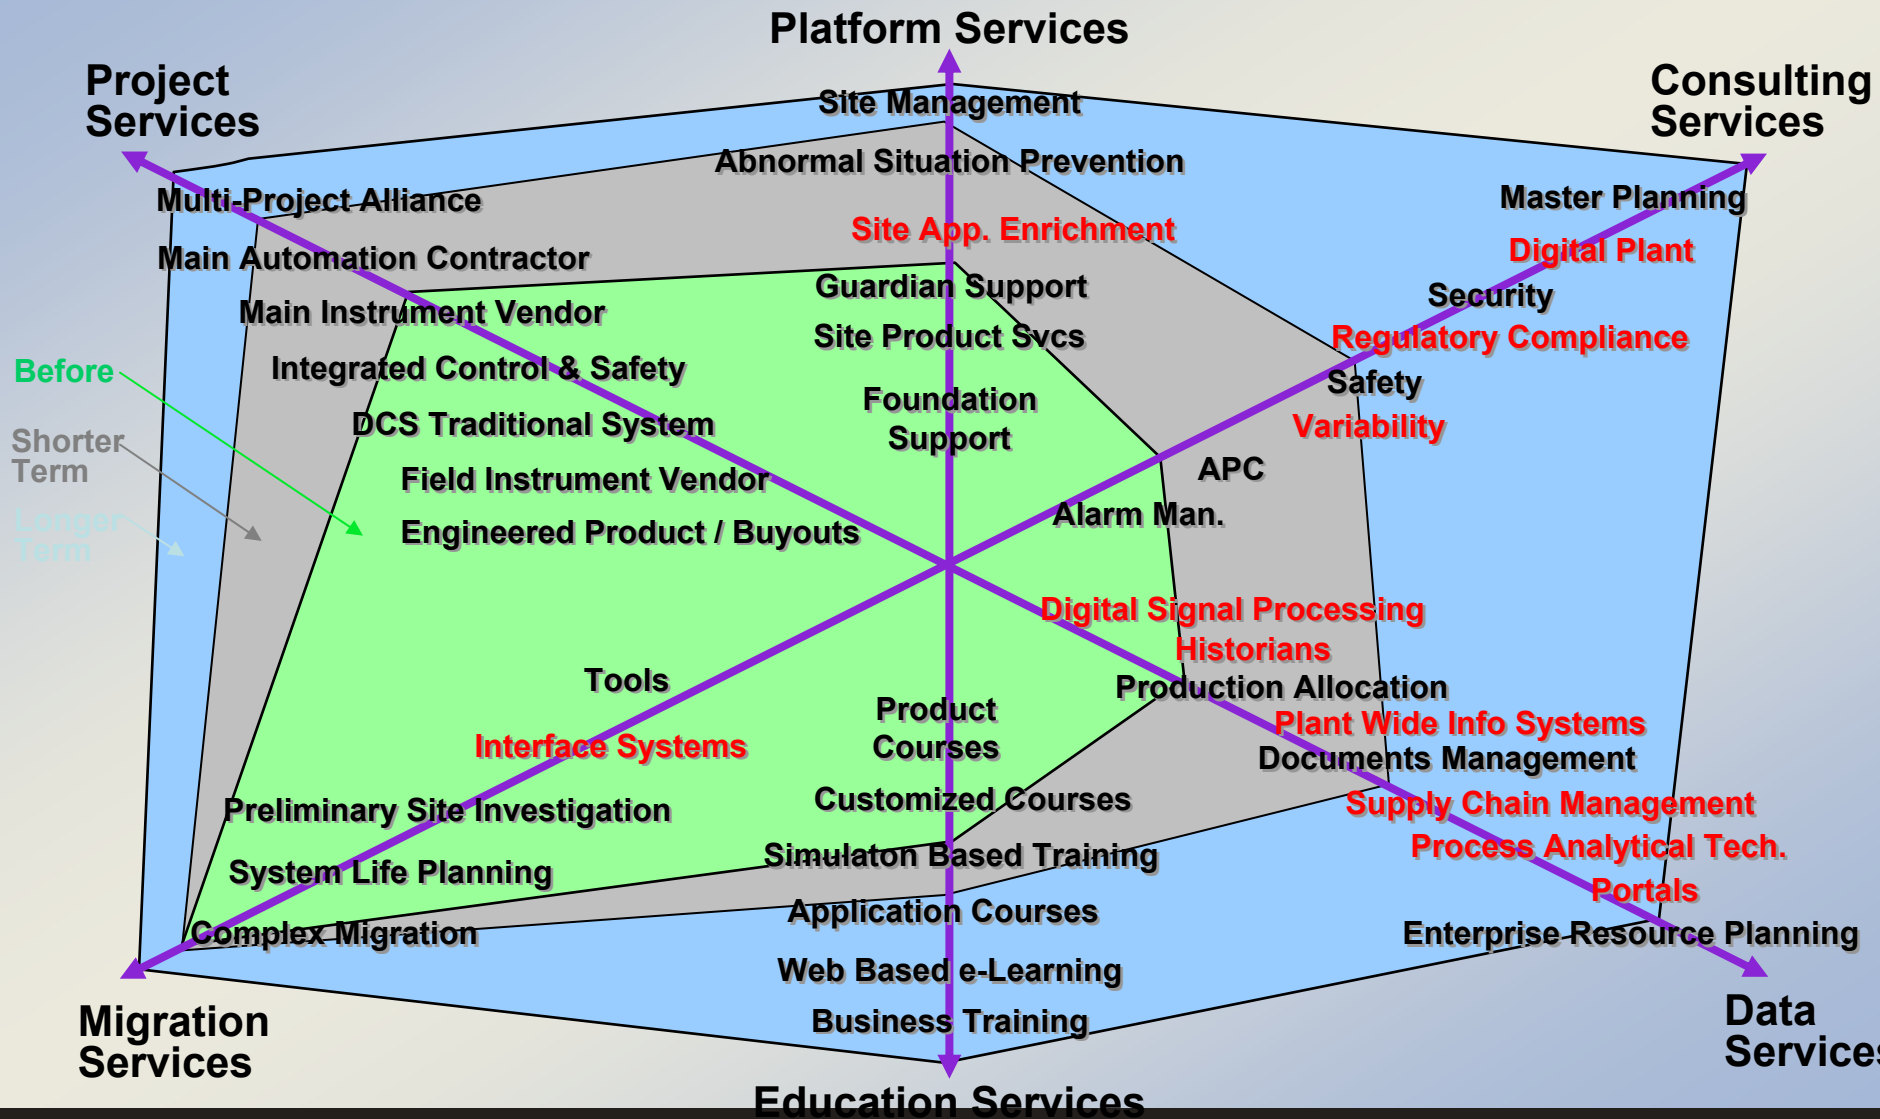 Platform Services
Project
Services
Consulting
Services
Site Management
Abnormal Situation Prevention
Site App. Enrichment
Guardian Support
Site Product Svcs
Foundation
Support
Multi-Project Alliance
Main Automation Contractor
Main Instrument Vendor
Integrated Control & Safety
DCS Traditional System
Field Instrument Vendor
Engineered Product / Buyouts
Master Planning
Digital Plant
Security
Regulatory Compliance
Safety
Variability
APC
Alarm Man.
Before
Shorter
Term
Longer
Term
Digital Signal Processing
Historians
Production Allocation
Plant Wide Info Systems
Documents Management
Supply Chain Management
Process Analytical Tech.
Portals
Enterprise Resource Planning
Tools
Interface Systems
Preliminary Site Investigation
System Life Planning
Complex Migration
Product
Courses
Customized Courses
Simulaton Based Training
Application Courses
Web Based e-Learning
Business Training
Migration
Services
Data
Services
Education Services